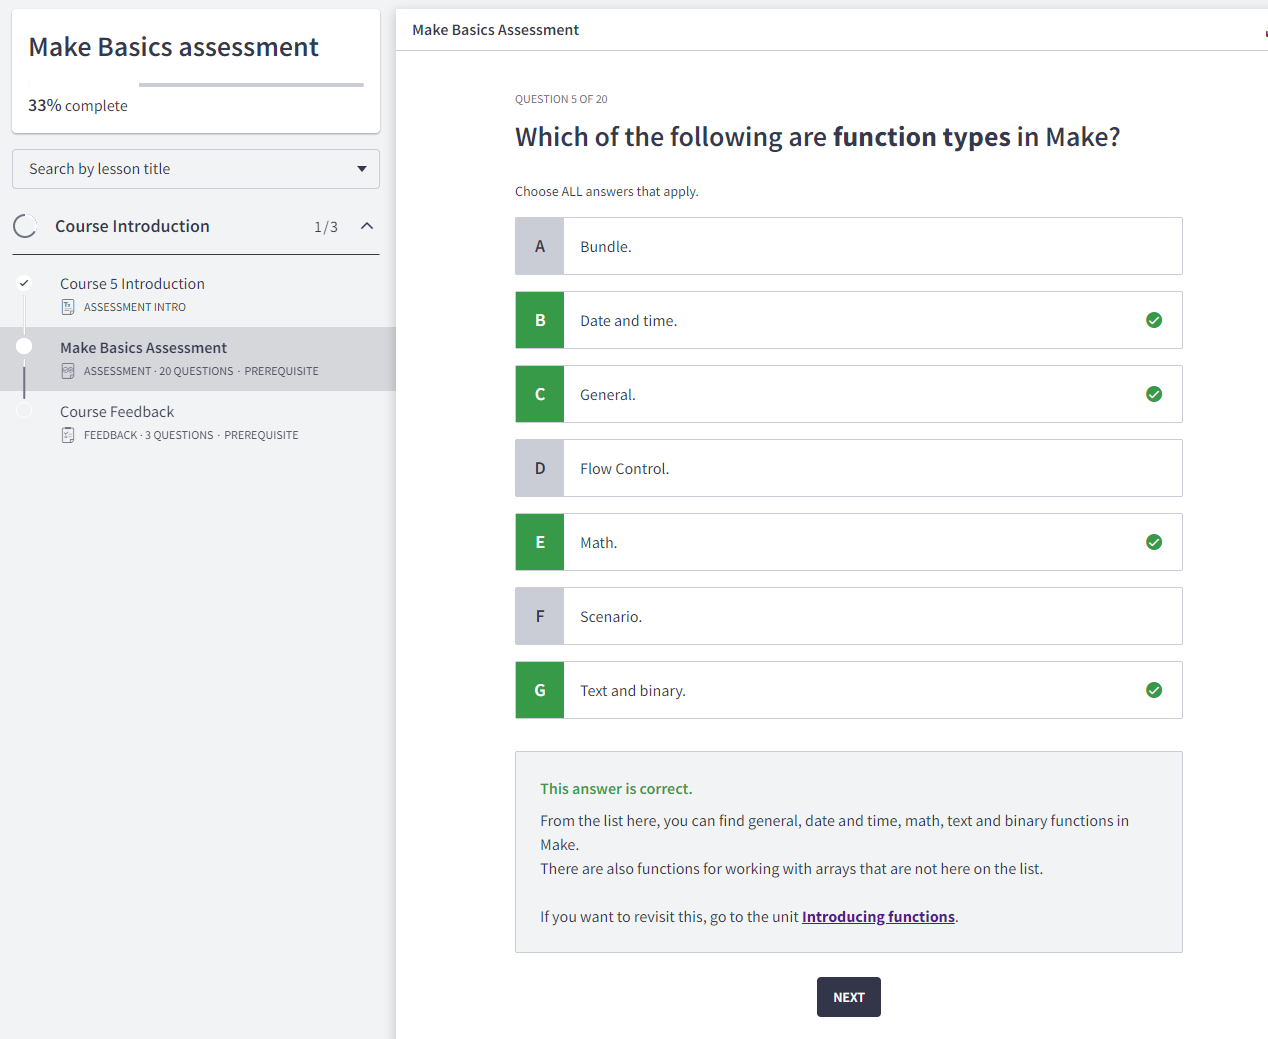 Make Basics assessment
33% complete
Search by lesson title
Course Introduction 1/3
Course 5 Introduction
ASSESSMENT INTRO
Make Basics Assessment
ASSESSMENT · 20 QUESTIONS · PREREQUISITE
Course Feedback
FEEDBACK · 3 QUESTIONS · PREREQUISITE
Make Basics Assessment
QUESTION 5 OF 20
Which of the following are function types in Make?
Choose ALL answers that apply.
A Bundle.
B Date and time.
C General.
D Flow Control.
E Math.
F Scenario.
G Text and binary.
This answer is correct.
From the list here, you can find general, date and time, math, text and binary functions in
Make.
There are also functions for working with arrays that are not here on the list.
If you want to revisit this, go to the unit Introducing functions.
NEXT